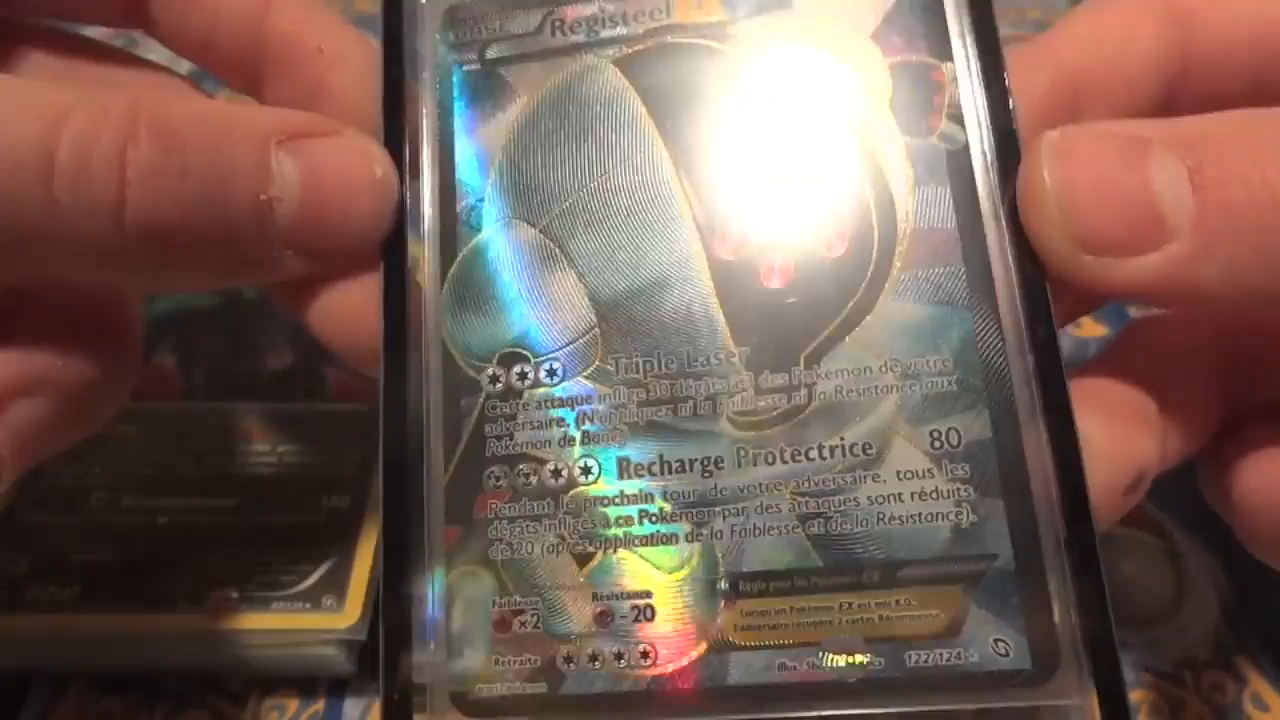 BASE Registeel
Triple Laser
Cette attaque inflige 30 dégâts à des Pokémon de votre
adversaire. (N'appliquez ni la Faiblesse ni la Résistance aux
Pokémon de Banc.)
Recharge Protectrice 80
Pendant le prochain tour de votre adversaire, tous les
dégâts infligés à ce Pokémon par des attaques sont réduits
de 20 (après application de la Faiblesse et de la Résistance).
Règle pour les Pokémon-EX
Faiblesse Résistance
×2 -20
Lorsqu'un Pokémon EX est mis K.O.,
l'adversaire récupère 2 cartes Récompense.
Retraite
Illus. 122/124